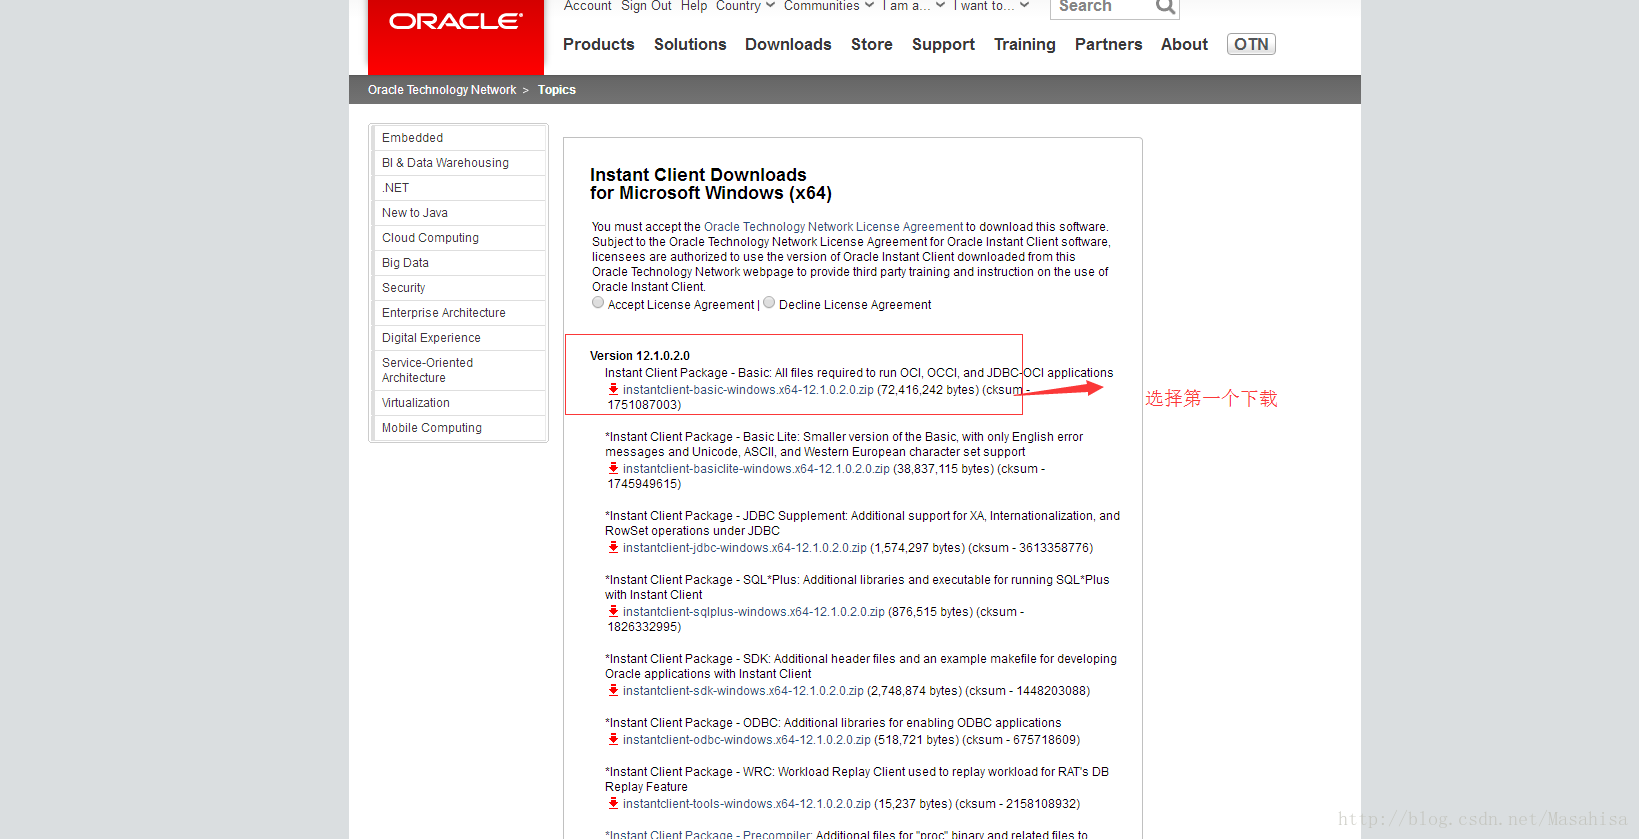 ORACLE
Account Sign Out Help Country Communities I am a... I want to... Search
Products Solutions Downloads Store Support Training Partners About OTN
Oracle Technology Network > Topics
Embedded
BI & Data Warehousing
.NET
New to Java
Cloud Computing
Big Data
Security
Enterprise Architecture
Digital Experience
Service-Oriented
Architecture
Virtualization
Mobile Computing
Instant Client Downloads
for Microsoft Windows (x64)
You must accept the Oracle Technology Network License Agreement to download this software.
Subject to the Oracle Technology Network License Agreement for Oracle Instant Client software,
licensees are authorized to use the version of Oracle Instant Client downloaded from this
Oracle Technology Network webpage to provide third party training and instruction on the use of
Oracle Instant Client.
Accept License Agreement | Decline License Agreement
Version 12.1.0.2.0
Instant Client Package - Basic: All files required to run OCI, OCCI, and JDBC-OCI applications
instantclient-basic-windows.x64-12.1.0.2.0.zip (72,416,242 bytes) (cksum -
1751087003)
选择第一个下载
*Instant Client Package - Basic Lite: Smaller version of the Basic, with only English error
messages and Unicode, ASCII, and Western European character set support
instantclient-basiclite-windows.x64-12.1.0.2.0.zip (38,837,115 bytes) (cksum -
1745949615)
*Instant Client Package - JDBC Supplement: Additional support for XA, Internationalization, and
RowSet operations under JDBC
instantclient-jdbc-windows.x64-12.1.0.2.0.zip (1,574,297 bytes) (cksum - 3613358776)
*Instant Client Package - SQL*Plus: Additional libraries and executable for running SQL*Plus
with Instant Client
instantclient-sqlplus-windows.x64-12.1.0.2.0.zip (876,515 bytes) (cksum -
1826332995)
*Instant Client Package - SDK: Additional header files and an example makefile for developing
Oracle applications with Instant Client
instantclient-sdk-windows.x64-12.1.0.2.0.zip (2,748,874 bytes) (cksum - 1448203088)
*Instant Client Package - ODBC: Additional libraries for enabling ODBC applications
instantclient-odbc-windows.x64-12.1.0.2.0.zip (518,721 bytes) (cksum - 675718609)
*Instant Client Package - WRC: Workload Replay Client used to replay workload for RAT's DB
Replay Feature
instantclient-tools-windows.x64-12.1.0.2.0.zip (15,237 bytes) (cksum - 2158108932)
*Instant Client Package - Precompiler: Additional files for "proc" binary and related files to
http://blog.csdn.net/Masahisa